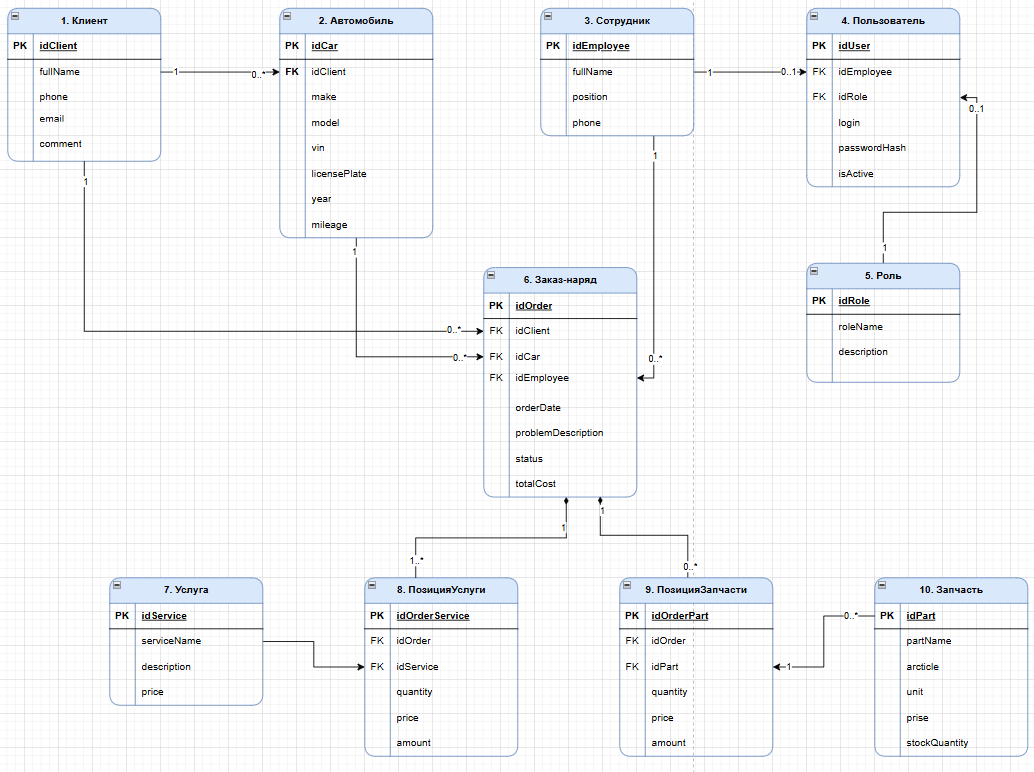 1. Клиент
PK idClient
fullName
phone
email
comment
2. Автомобиль
PK idCar
FK idClient
make
model
vin
licensePlate
year
mileage
3. Сотрудник
PK idEmployee
fullName
position
phone
4. Пользователь
PK idUser
FK idEmployee
FK idRole
login
passwordHash
isActive
1
0..*
1
0..1
0..1
1
1
1
1
5. Роль
PK idRole
roleName
description
6. Заказ-наряд
PK idOrder
FK idClient
FK idCar
FK idEmployee
orderDate
problemDescription
status
totalCost
0..*
0..*
0..*
1
1
1..*
0..*
7. Услуга
PK idService
serviceName
description
price
8. ПозицияУслуги
PK idOrderService
FK idOrder
FK idService
quantity
price
amount
9. ПозицияЗапчасти
PK idOrderPart
FK idOrder
FK idPart
quantity
price
amount
1
0..*
10. Запчасть
PK idPart
partName
arcticle
unit
prise
stockQuantity